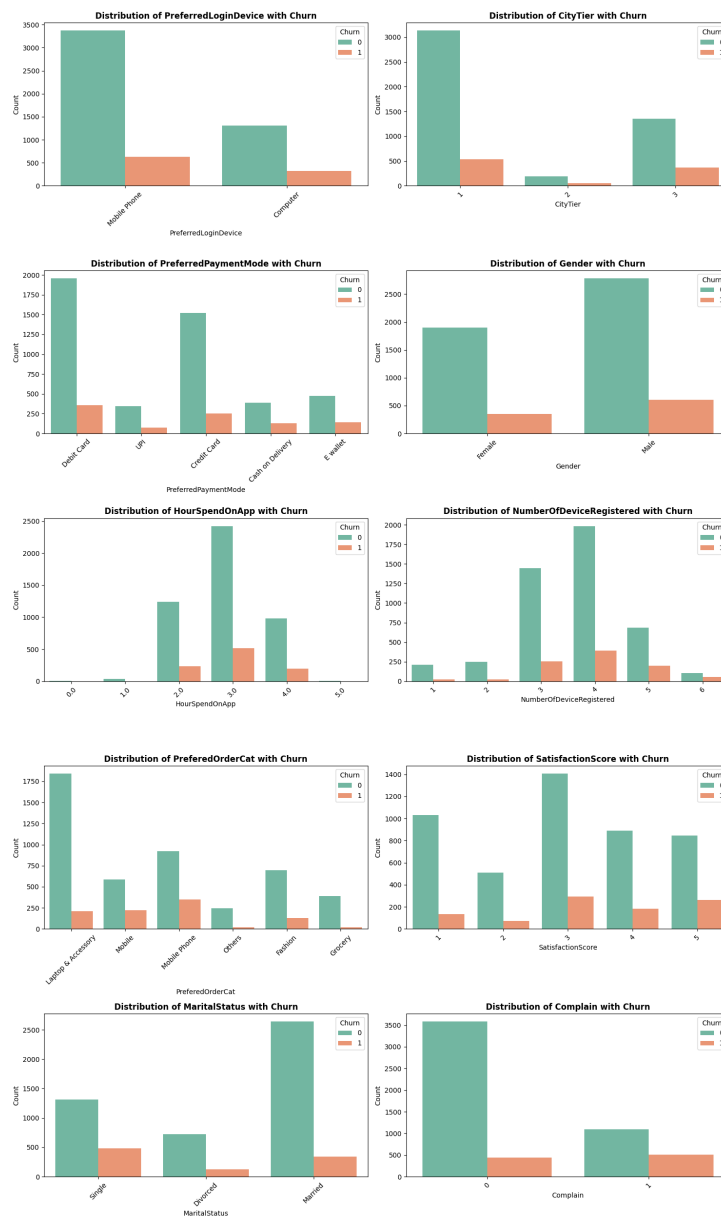 Distribution of PreferredLoginDevice with Churn
3500
3000
2500
2000
1500
1000
500
0
Count
Churn
0
1
Mobile Phone
Computer
PreferredLoginDevice
Distribution of CityTier with Churn
3000
2500
2000
1500
1000
500
0
Count
Churn
1
2
3
CityTier
Distribution of PreferredPaymentMode with Churn
2000
1750
1500
1250
1000
750
500
250
0
Count
Churn
0
1
Debit Card
UPI
Credit Card
Cash on Delivery
E wallet
PreferredPaymentMode
Distribution of Gender with Churn
2500
2000
1500
1000
500
0
Count
Churn
Female
Male
Gender
Distribution of HourSpendOnApp with Churn
2500
2000
1500
1000
500
0
Count
Churn
0
1
0.0
1.0
2.0
3.0
4.0
5.0
HourSpendOnApp
Distribution of NumberOfDeviceRegistered with Churn
2000
1750
1500
1250
1000
750
500
250
0
Count
Churn
1
2
3
4
5
6
NumberOfDeviceRegistered
Distribution of PreferedOrderCat with Churn
1750
1500
1250
1000
750
500
250
0
Count
Churn
0
1
Laptop & Accessory
Mobile
Mobile Phone
Others
Fashion
Grocery
PreferedOrderCat
Distribution of SatisfactionScore with Churn
1400
1200
1000
800
600
400
200
0
Count
Churn
1
2
3
4
5
SatisfactionScore
Distribution of MaritalStatus with Churn
2500
2000
1500
1000
500
0
Count
Churn
0
1
Single
Divorced
Married
MaritalStatus
Distribution of Complain with Churn
3500
3000
2500
2000
1500
1000
500
0
Count
Churn
0
1
Complain